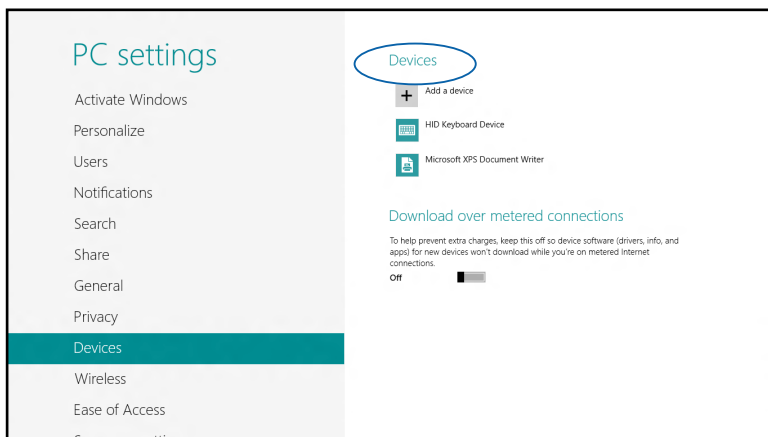 PC settings
Activate Windows
Personalize
Users
Notifications
Search
Share
General
Privacy
Devices
Wireless
Ease of Access
Devices
Add a device
HID Keyboard Device
Microsoft XPS Document Writer
Download over metered connections
To help prevent extra charges, keep this off so device software (drivers, info, and
apps) for new devices won't download while you're on metered Internet
connections.
Off